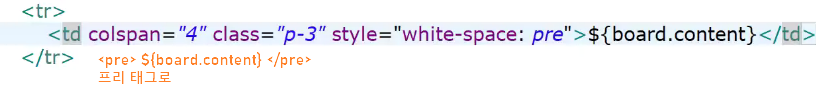 <tr>
<td colspan="4" class="p-3" style="white-space: pre">${board.content}</td>
</tr>
<pre> ${board.content} </pre>
프리 태그로